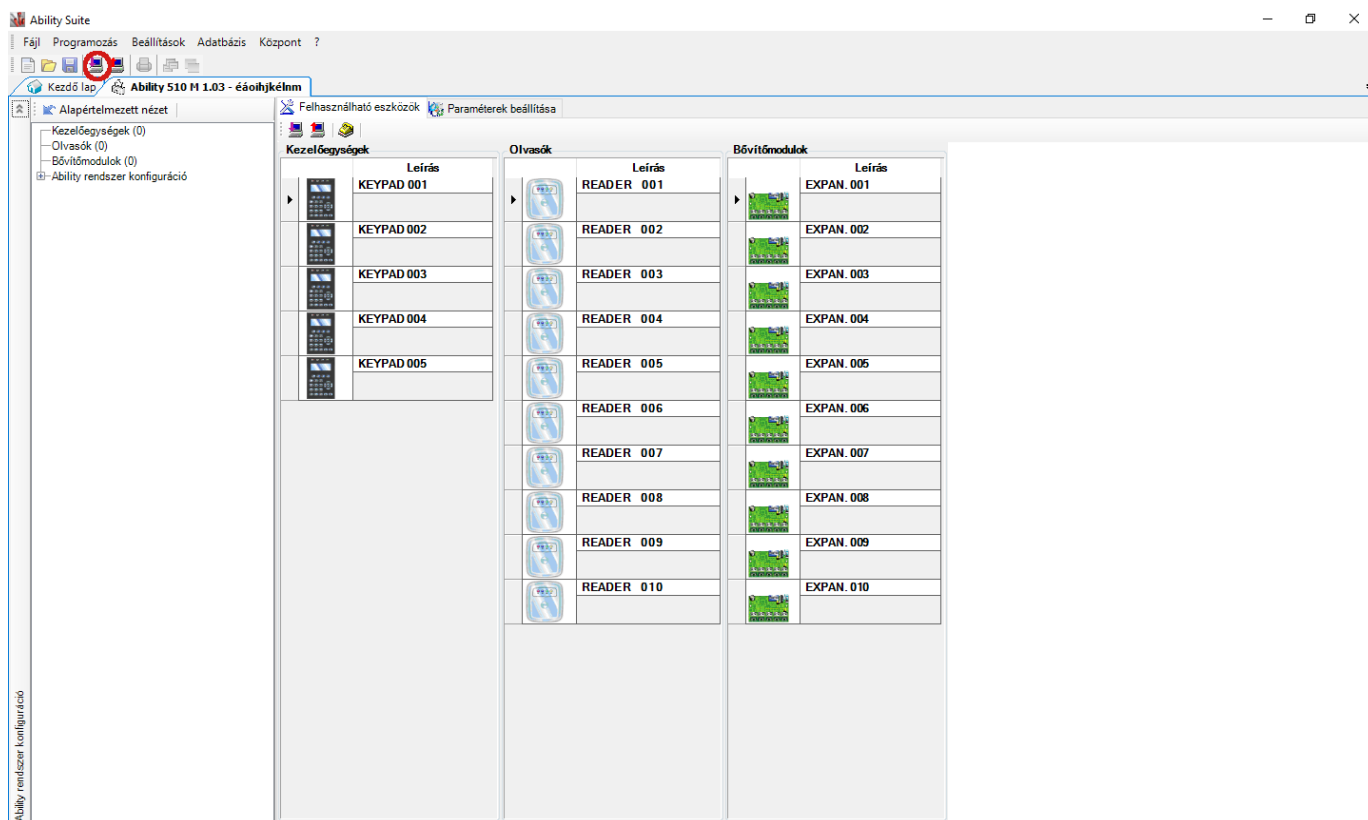 Ability Suite
Fájl Programozás Beállítások Adatbázis Központ ?
Kezdő lap Ability 510 M 1.03 - éáoihjkélnm
Alapértelmezett nézet
Kezelőegységek (0)
Olvasók (0)
Bővítőmodulok (0)
Ability rendszer konfiguráció
Ability rendszer konfiguráció
Felhasználható eszközök Paraméterek beállítása
Kezelőegységek
Leírás
KEYPAD 001
KEYPAD 002
KEYPAD 003
KEYPAD 004
KEYPAD 005
Olvasók
Leírás
READER 001
READER 002
READER 003
READER 004
READER 005
READER 006
READER 007
READER 008
READER 009
READER 010
Bővítőmodulok
Leírás
EXPAN. 001
EXPAN. 002
EXPAN. 003
EXPAN. 004
EXPAN. 005
EXPAN. 006
EXPAN. 007
EXPAN. 008
EXPAN. 009
EXPAN. 010